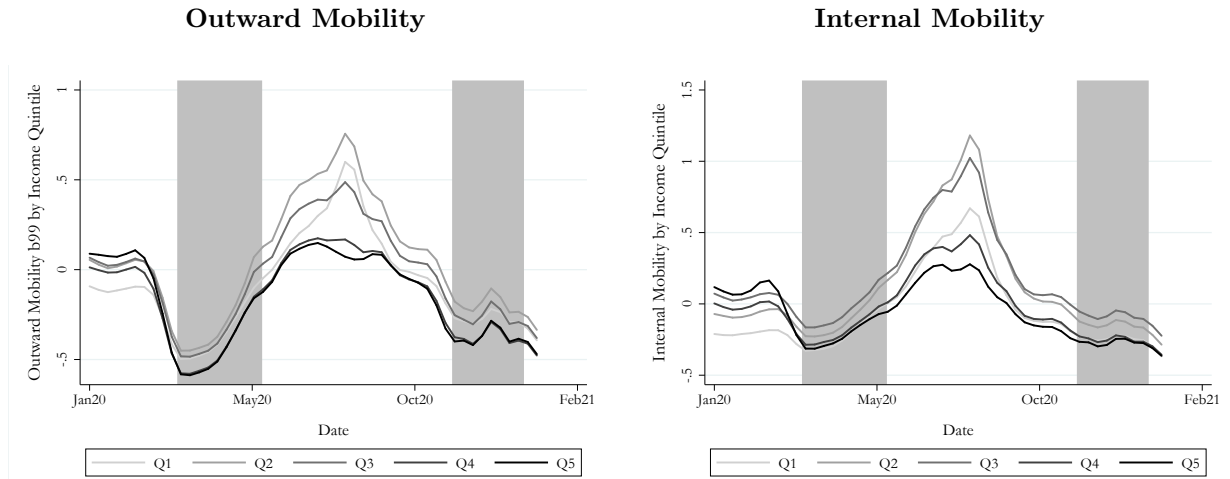 Outward Mobility
Outward Mobility b99 by Income Quintile
1
.5
0
-.5
Jan20 May20 Oct20 Feb21
Date
Q1 Q2 Q3 Q4 Q5
Internal Mobility
Internal Mobility by Income Quintile
1.5
1
.5
0
-.5
Jan20 May20 Oct20 Feb21
Date
Q1 Q2 Q3 Q4 Q5